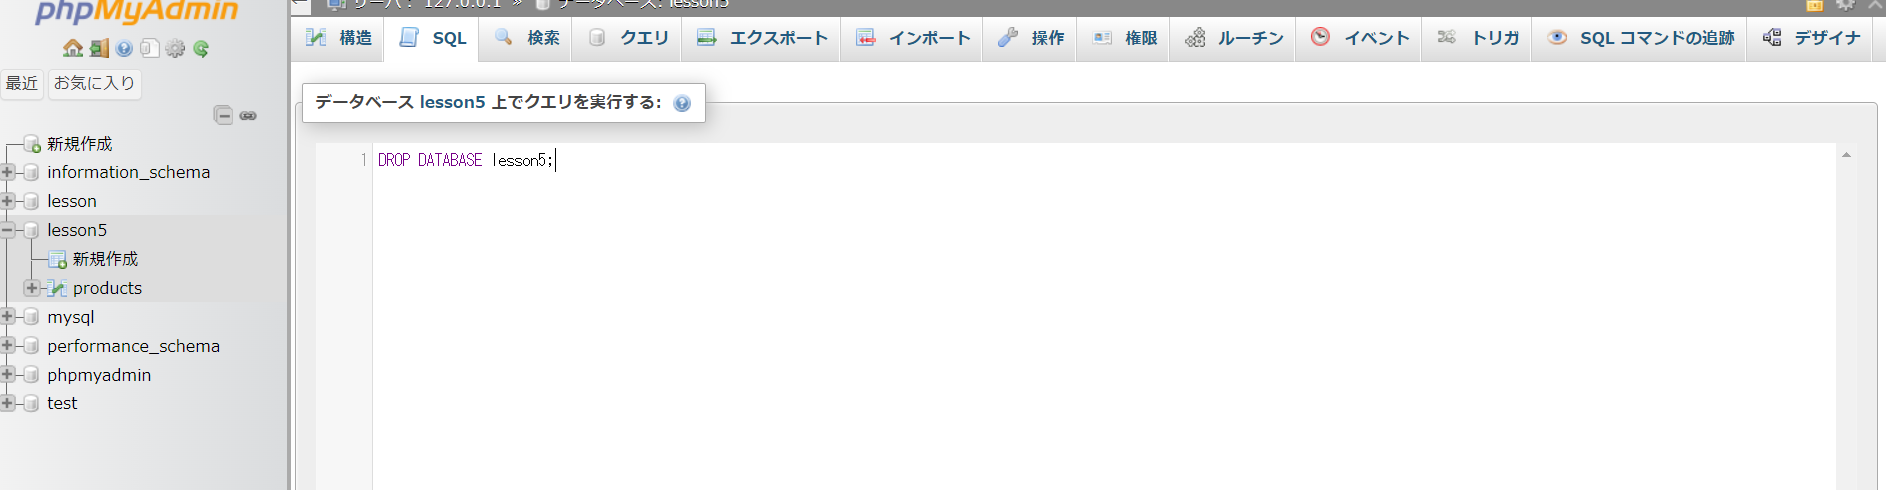 phpMyAdmin
最近 お気に入り
新規作成
information_schema
lesson
lesson5
新規作成
products
mysql
performance_schema
phpmyadmin
test
サーバ: 127.0.0.1 » データベース: lesson5
構造 SQL 検索 クエリ エクスポート インポート 操作 権限 ルーチン イベント トリガ SQL コマンドの追跡 デザイナ
データベース lesson5 上でクエリを実行する:
1 DROP DATABASE lesson5;